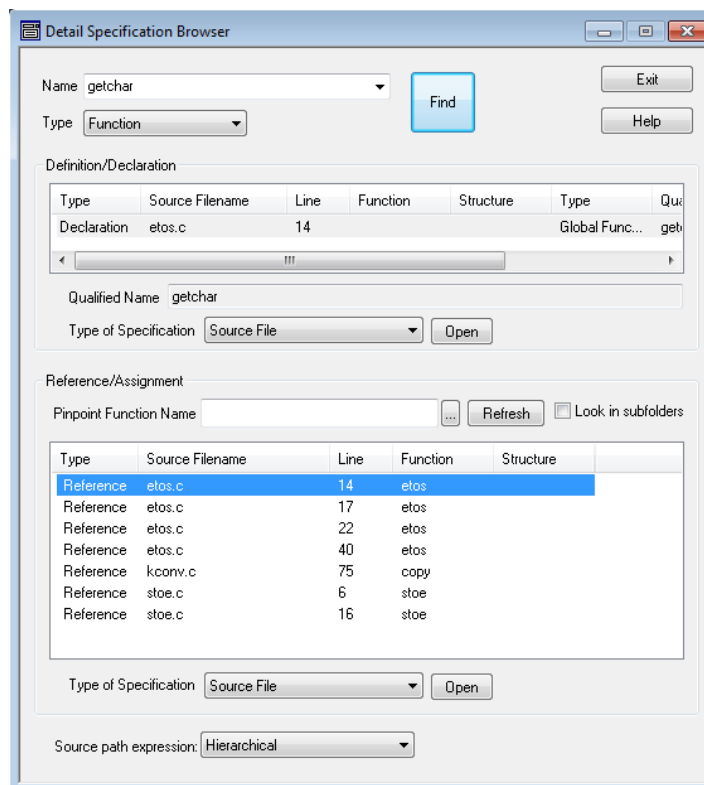 Detail Specification Browser
Name getchar Find Exit
Type Function Help
Definition/Declaration
Type Source Filename Line Function Structure Type
Declaration etos.c 14 Global Func...
Qualified Name getchar
Type of Specification Source File Open
Reference/Assignment
Pinpoint Function Name ... Refresh Look in subfolders
Type Source Filename Line Function Structure
Reference etos.c 14 etos
Reference etos.c 17 etos
Reference etos.c 22 etos
Reference etos.c 40 etos
Reference kconv.c 75 copy
Reference stoe.c 6 stoe
Reference stoe.c 16 stoe
Type of Specification Source File Open
Source path expression: Hierarchical